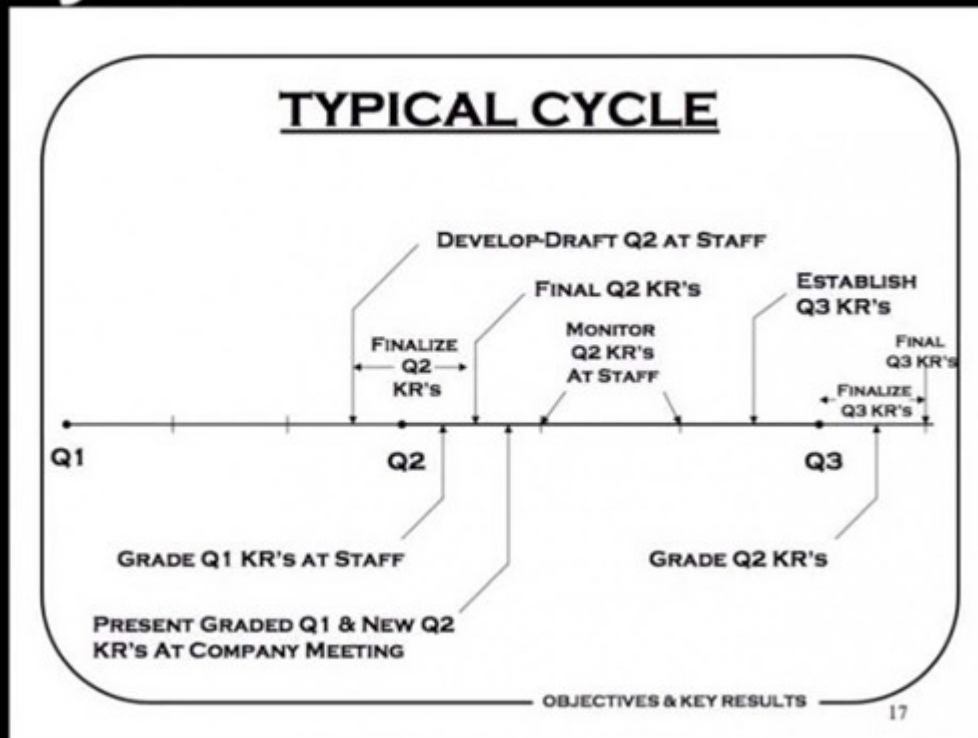 TYPICAL CYCLE
DEVELOP-DRAFT Q2 AT STAFF
FINAL Q2 KR'S
ESTABLISH
Q3 KR'S
MONITOR
Q2 KR'S
AT STAFF
FINALIZE
Q2
KR'S
FINAL
Q3 KR'S
FINALIZE
Q3 KR'S
Q1
Q2
Q3
GRADE Q1 KR'S AT STAFF
GRADE Q2 KR'S
PRESENT GRADED Q1 & NEW Q2
KR'S AT COMPANY MEETING
OBJECTIVES & KEY RESULTS
17